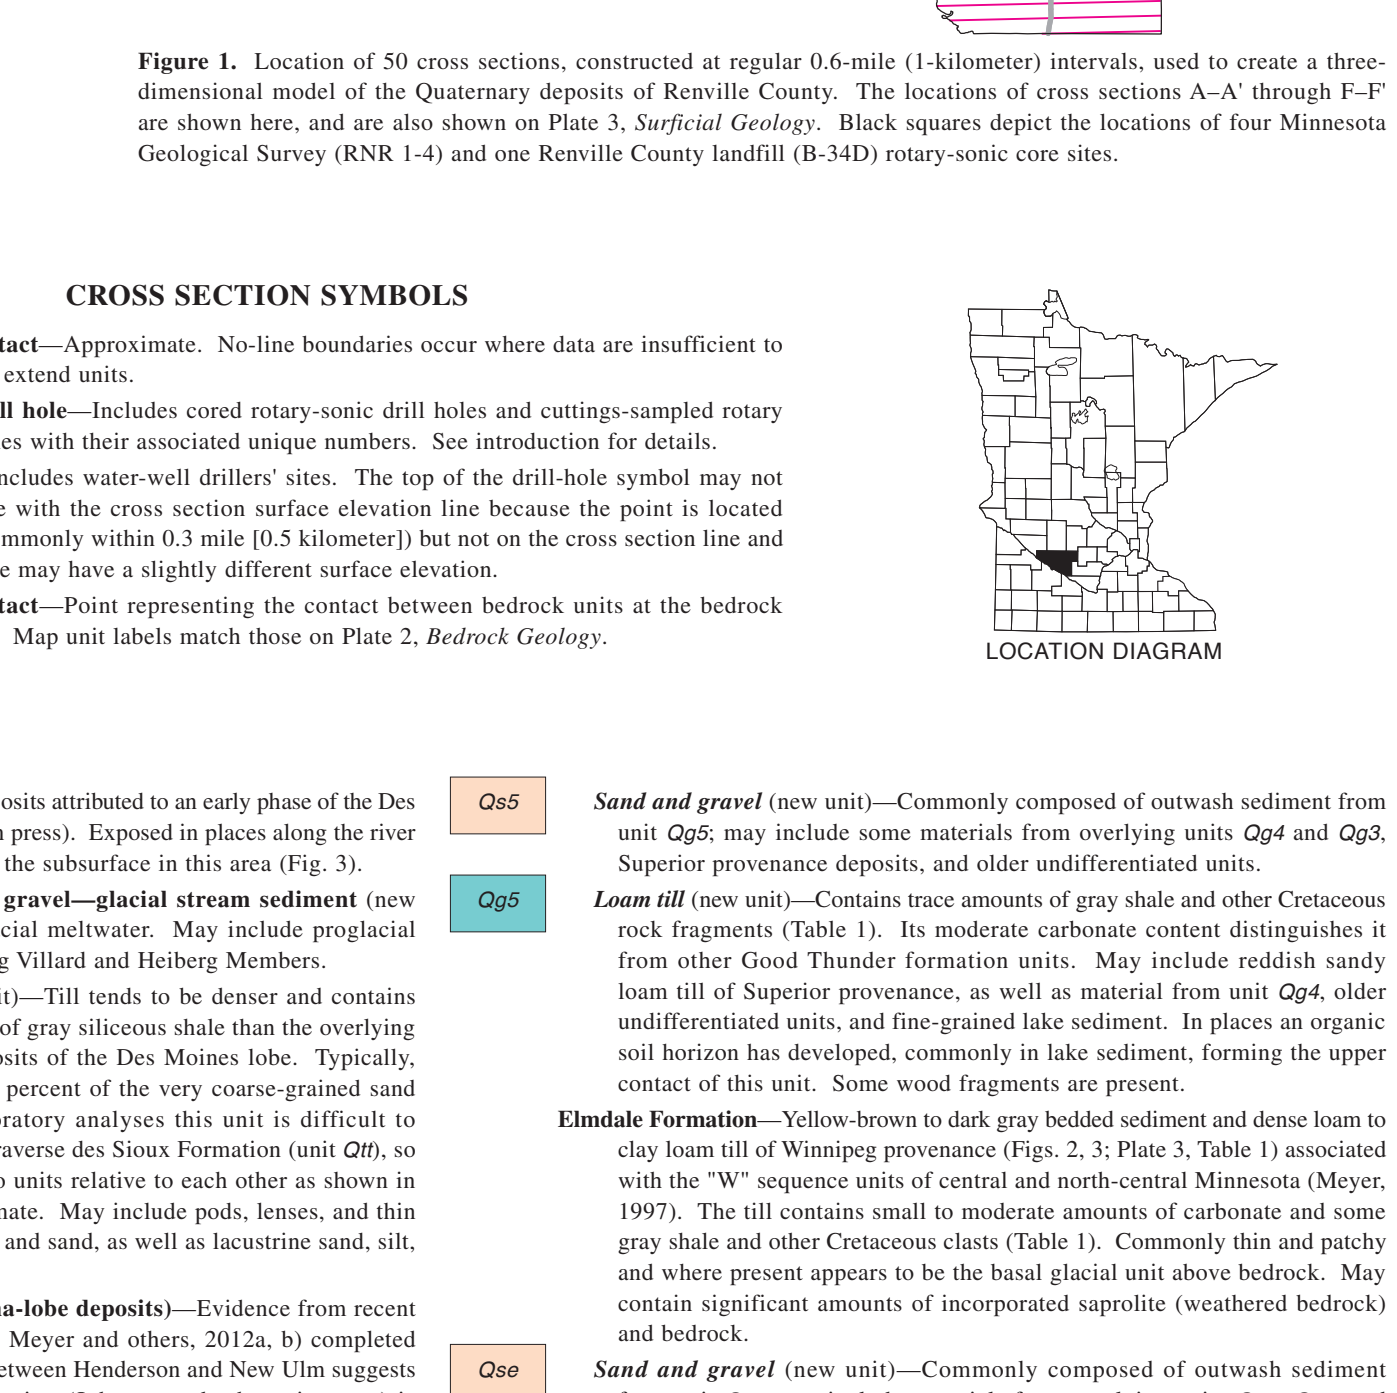 Figure 1. Location of 50 cross sections, constructed at regular 0.6-mile (1-kilometer) intervals, used to create a three-
dimensional model of the Quaternary deposits of Renville County. The locations of cross sections A–A' through F–F'
are shown here, and are also shown on Plate 3, Surficial Geology. Black squares depict the locations of four Minnesota
Geological Survey (RNR 1-4) and one Renville County landfill (B-34D) rotary-sonic core sites.
CROSS SECTION SYMBOLS
tact—Approximate. No-line boundaries occur where data are insufficient to
extend units.
ll hole—Includes cored rotary-sonic drill holes and cuttings-sampled rotary
es with their associated unique numbers. See introduction for details.
ncludes water-well drillers' sites. The top of the drill-hole symbol may not
e with the cross section surface elevation line because the point is located
mmonly within 0.3 mile [0.5 kilometer]) but not on the cross section line and
e may have a slightly different surface elevation.
tact—Point representing the contact between bedrock units at the bedrock
Map unit labels match those on Plate 2, Bedrock Geology.
LOCATION DIAGRAM
osits attributed to an early phase of the Des
n press). Exposed in places along the river
the subsurface in this area (Fig. 3).
gravel—glacial stream sediment (new
cial meltwater. May include proglacial
g Villard and Heiberg Members.
it)—Till tends to be denser and contains
of gray siliceous shale than the overlying
osits of the Des Moines lobe. Typically,
percent of the very coarse-grained sand
oratory analyses this unit is difficult to
raverse des Sioux Formation (unit Qtt), so
o units relative to each other as shown in
mate. May include pods, lenses, and thin
and sand, as well as lacustrine sand, silt,
na-lobe deposits)—Evidence from recent
Meyer and others, 2012a, b) completed
etween Henderson and New Ulm suggests
Qs5
Sand and gravel (new unit)—Commonly composed of outwash sediment from
unit Qg5; may include some materials from overlying units Qg4 and Qg3,
Superior provenance deposits, and older undifferentiated units.
Qg5
Loam till (new unit)—Contains trace amounts of gray shale and other Cretaceous
rock fragments (Table 1). Its moderate carbonate content distinguishes it
from other Good Thunder formation units. May include reddish sandy
loam till of Superior provenance, as well as material from unit Qg4, older
undifferentiated units, and fine-grained lake sediment. In places an organic
soil horizon has developed, commonly in lake sediment, forming the upper
contact of this unit. Some wood fragments are present.
Elmdale Formation—Yellow-brown to dark gray bedded sediment and dense loam to
clay loam till of Winnipeg provenance (Figs. 2, 3; Plate 3, Table 1) associated
with the "W" sequence units of central and north-central Minnesota (Meyer,
1997). The till contains small to moderate amounts of carbonate and some
gray shale and other Cretaceous clasts (Table 1). Commonly thin and patchy
and where present appears to be the basal glacial unit above bedrock. May
contain significant amounts of incorporated saprolite (weathered bedrock)
and bedrock.
Qse
Sand and gravel (new unit)—Commonly composed of outwash sediment